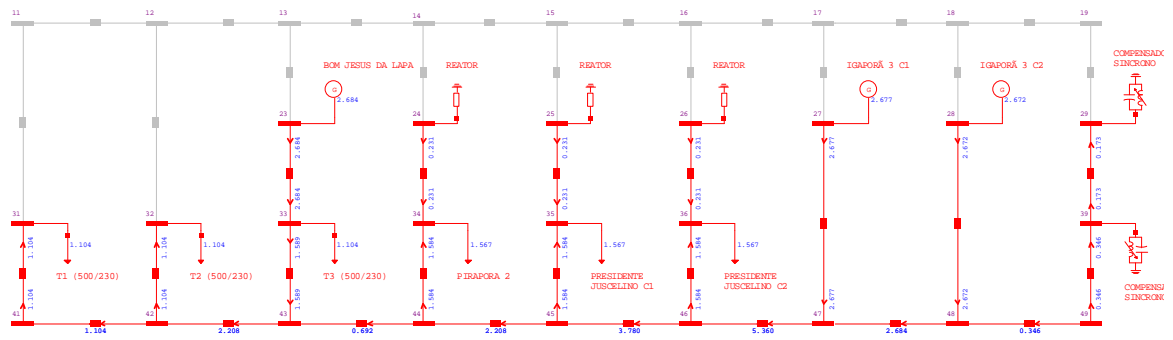 11 12 13 14 15 16 17 18 19
BOM JESUS DA LAPA REATOR REATOR REATOR IGAPORÃ 3 C1 IGAPORÃ 3 C2 COMPENSADO
SINCRONO
G G G
2.684 2.677 2.672
23 24 25 26 27 28 29
2.684 0.231 0.231 0.231 2.677 2.672 0.173
2.684 0.231 0.231 0.231 0.173
31 32 33 34 35 36 39
1.104 1.104 1.104 1.567 1.567 1.567
1.104 1.104 1.589 1.584 1.584 1.584 0.346
T1 (500/230) T2 (500/230) T3 (500/230) PIRAPORA 2 PRESIDENTE
JUSCELINO C1 PRESIDENTE
JUSCELINO C2 COMPENSA
SINCRONO
1.104 1.104 1.589 1.584 1.584 1.584 2.677 2.672 0.346
41 42 43 44 45 46 47 48 49
1.104 2.208 0.692 2.208 3.780 5.360 2.684 0.346